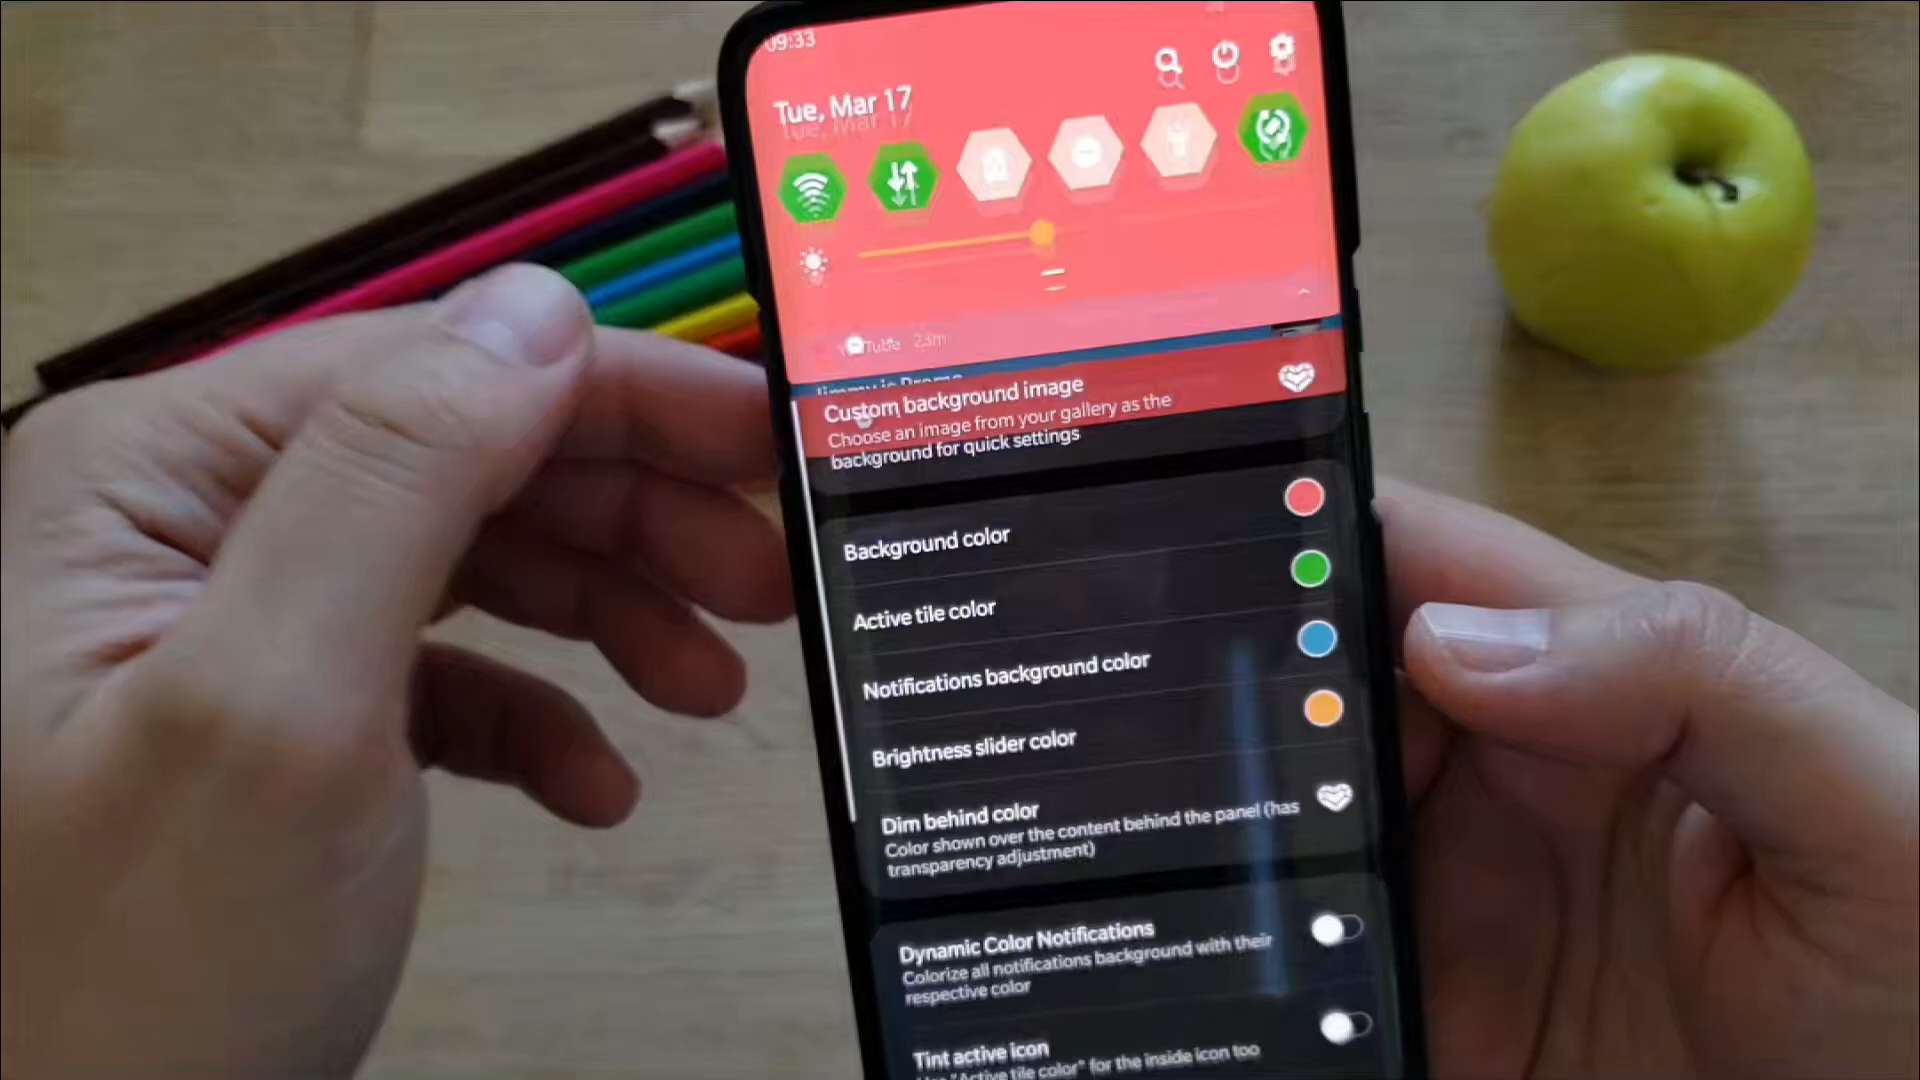 09:33
Tue, Mar 17
YouTube 23m
Custom background image
Choose an image from your gallery as the
background for quick settings
Background color
Active tile color
Notifications background color
Brightness slider color
Dim behind color
Color shown over the content behind the panel (has
transparency adjustment)
Dynamic Color Notifications
Colorize all notifications background with their
respective color
Tint active icon
"Active tile color" for the inside icon too